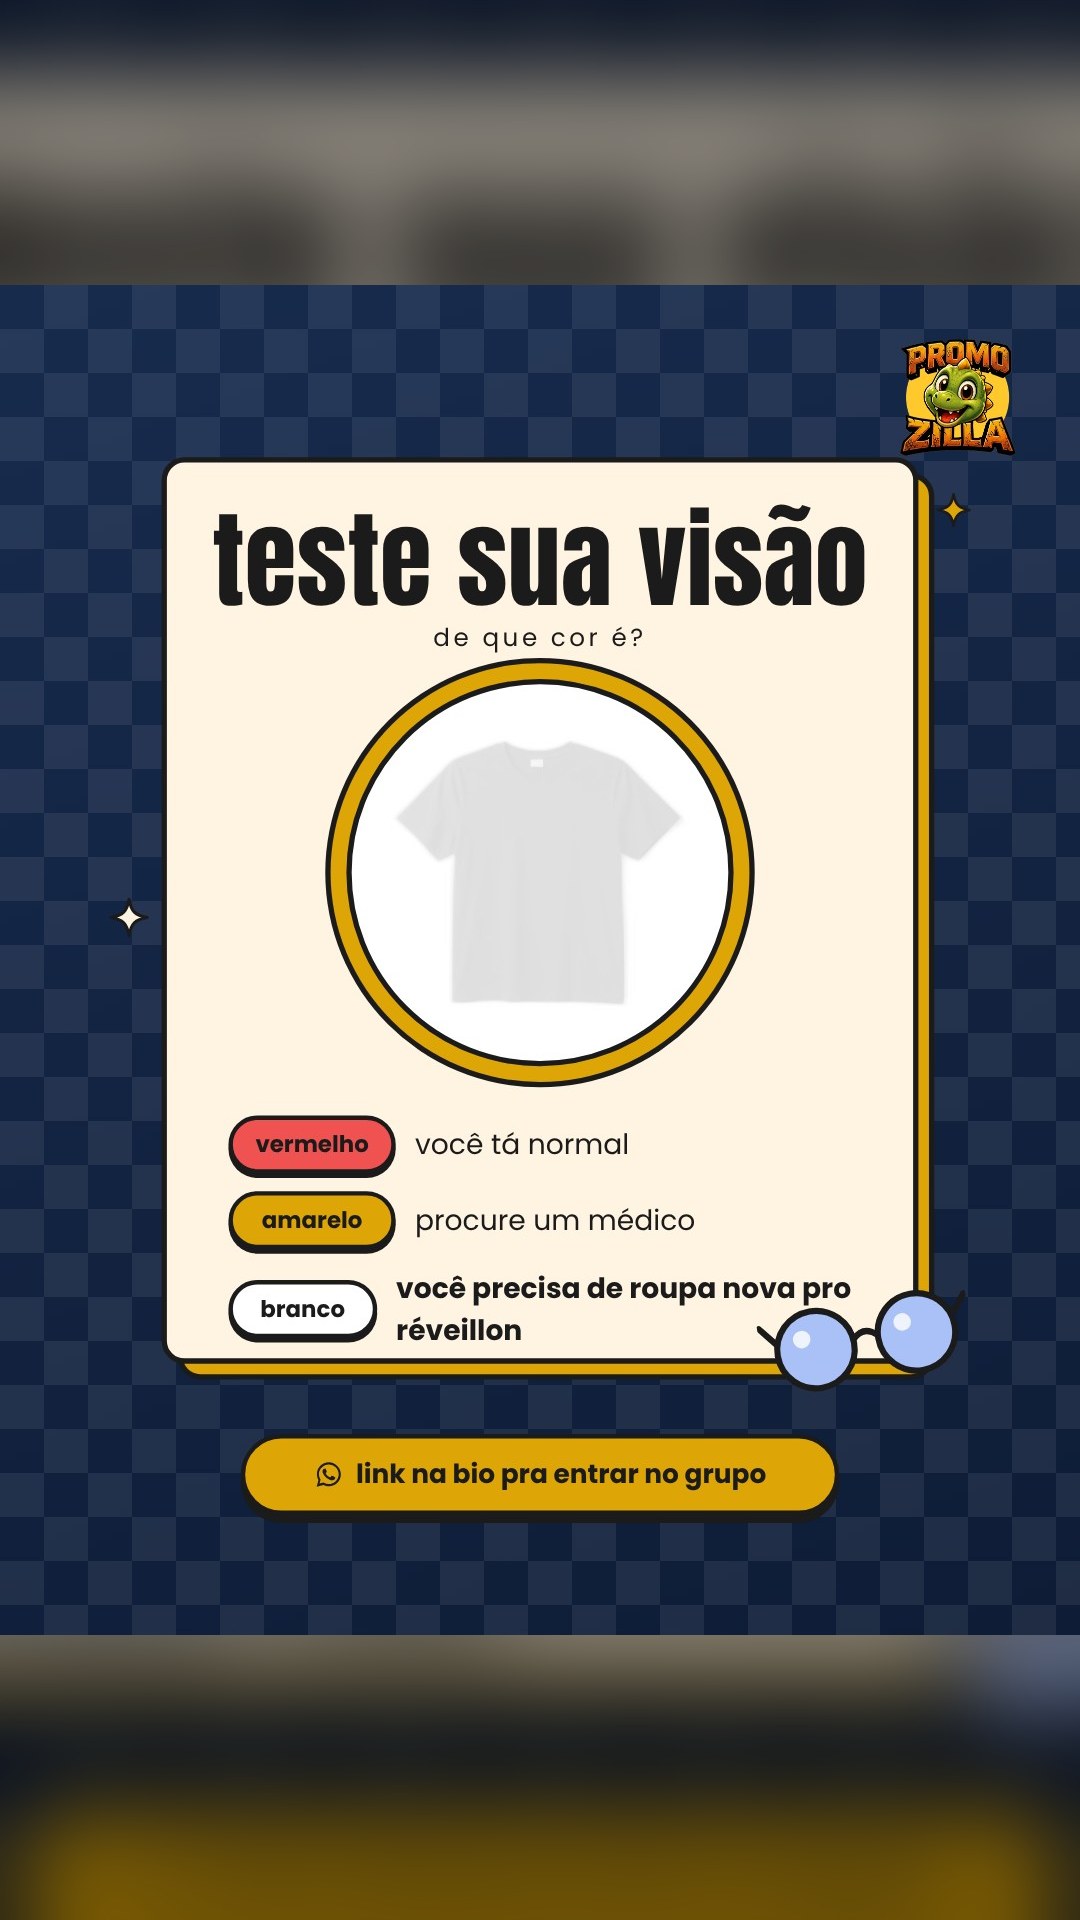 PROMO
ZILLA
teste sua visão
de que cor é?
vermelho você tá normal
amarelo procure um médico
branco você precisa de roupa nova pro
réveillon
link na bio pra entrar no grupo